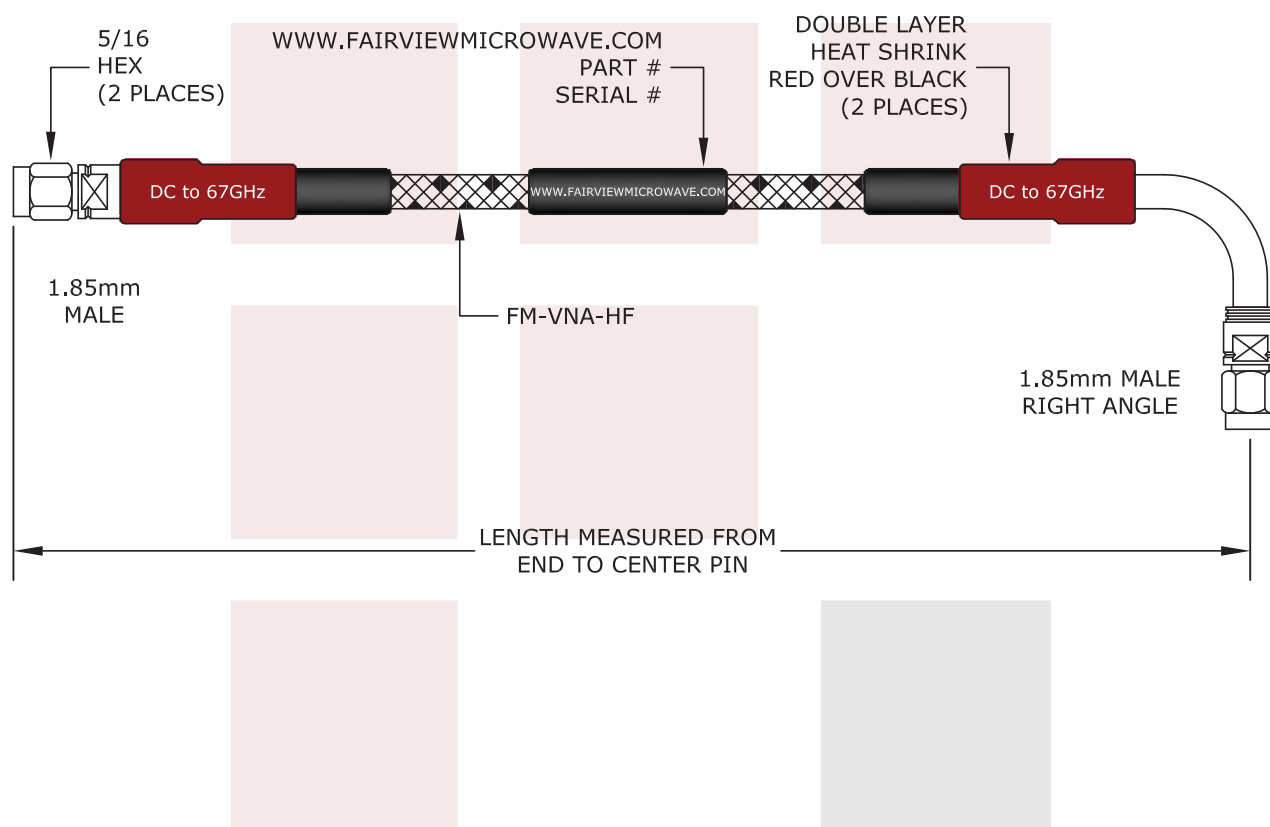 5/16
HEX
(2 PLACES)
WWW.FAIRVIEWMICROWAVE.COM
PART #
SERIAL #
DOUBLE LAYER
HEAT SHRINK
RED OVER BLACK
(2 PLACES)
DC to 67GHz
WWW.FAIRVIEWMICROWAVE.COM
DC to 67GHz
1.85mm
MALE
FM-VNA-HF
1.85mm MALE
RIGHT ANGLE
LENGTH MEASURED FROM
END TO CENTER PIN